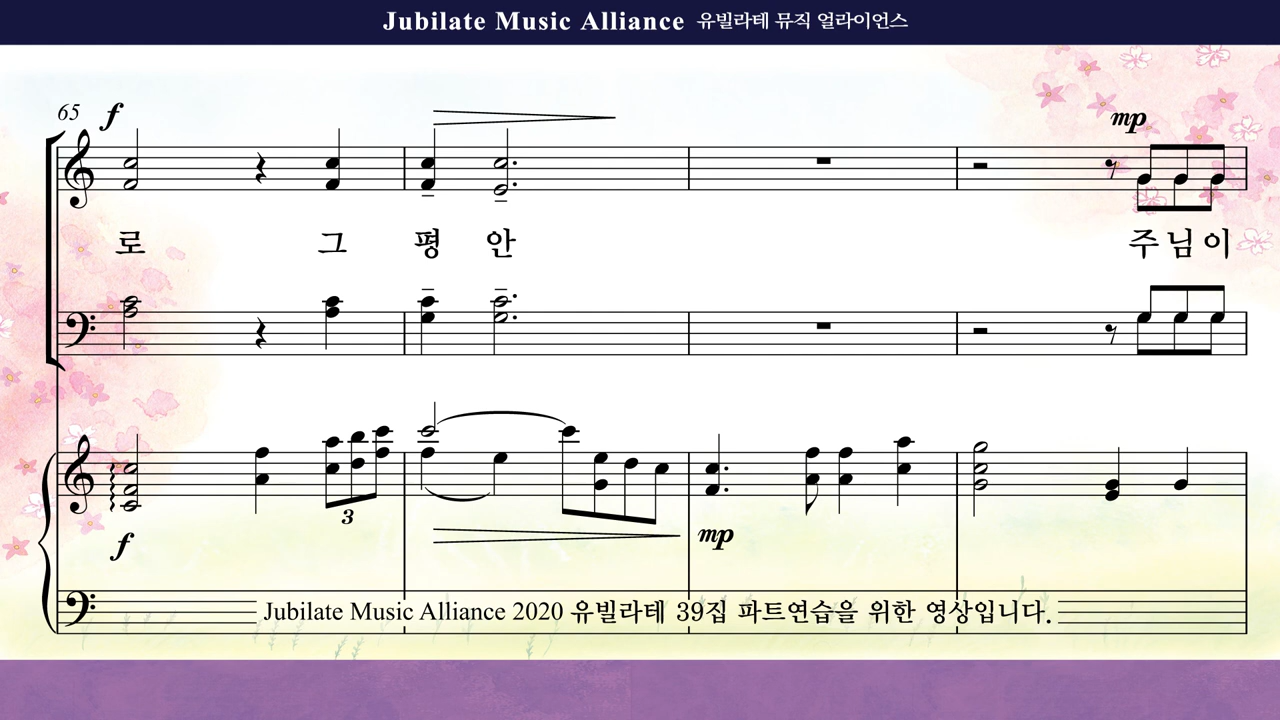 Jubilate Music Alliance 유빌라테 뮤직 얼라이언스
65 f
mp
로 그 평 안 주 님 이
3
f mp
Jubilate Music Alliance 2020 유빌라테 39집 파트연습을 위한 영상입니다.